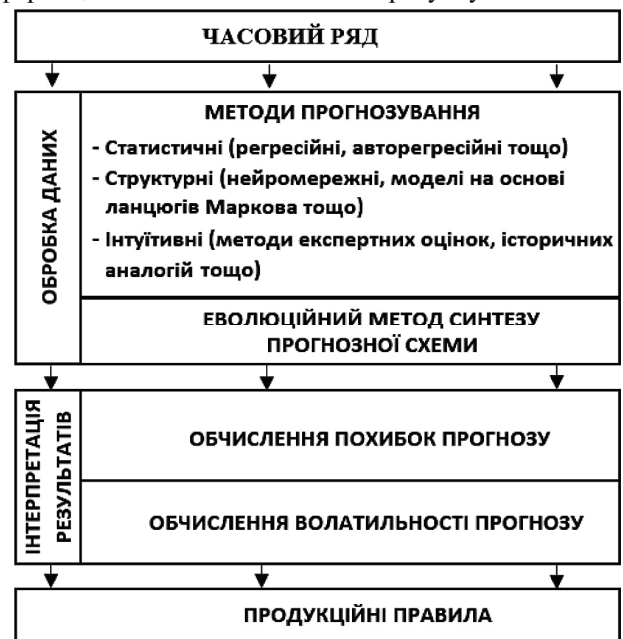 ЧАСОВИЙ РЯД
ОБРОБКА ДАНИХ
МЕТОДИ ПРОГНОЗУВАННЯ
- Статистичні (регресійні, авторегресійні тощо)
- Структурні (нейромережні, моделі на основі
ланцюгів Маркова тощо)
- Інтуїтивні (методи експертних оцінок, історичних
аналогій тощо)
ЕВОЛЮЦІЙНИЙ МЕТОД СИНТЕЗУ
ПРОГНОЗНОЇ СХЕМИ
ІНТЕРПРЕТАЦІЯ
РЕЗУЛЬТАТІВ
ОБЧИСЛЕННЯ ПОХИБОК ПРОГНОЗУ
ОБЧИСЛЕННЯ ВОЛАТИЛЬНОСТІ ПРОГНОЗУ
ПРОДУКЦІЙНІ ПРАВИЛА